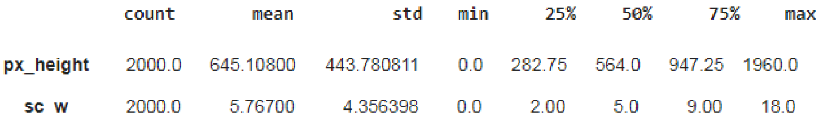 count mean std min 25% 50% 75% max
px_height 2000.0 645.10800 443.780811 0.0 282.75 564.0 947.25 1960.0
sc_w 2000.0 5.76700 4.356398 0.0 2.00 5.0 9.00 18.0